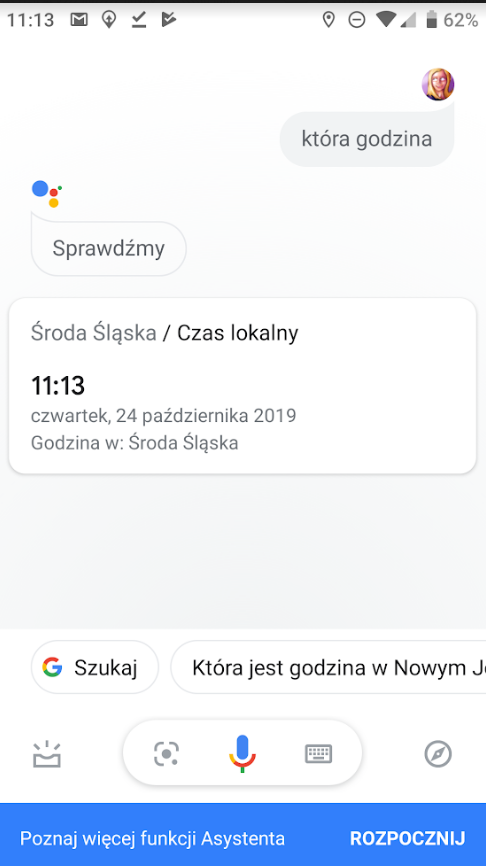 11:13
62%
która godzina
Sprawdźmy
Środa Śląska / Czas lokalny
11:13
czwartek, 24 października 2019
Godzina w: Środa Śląska
G Szukaj
Która jest godzina w Nowym J
Poznaj więcej funkcji Asystenta
ROZPOCZNIJ